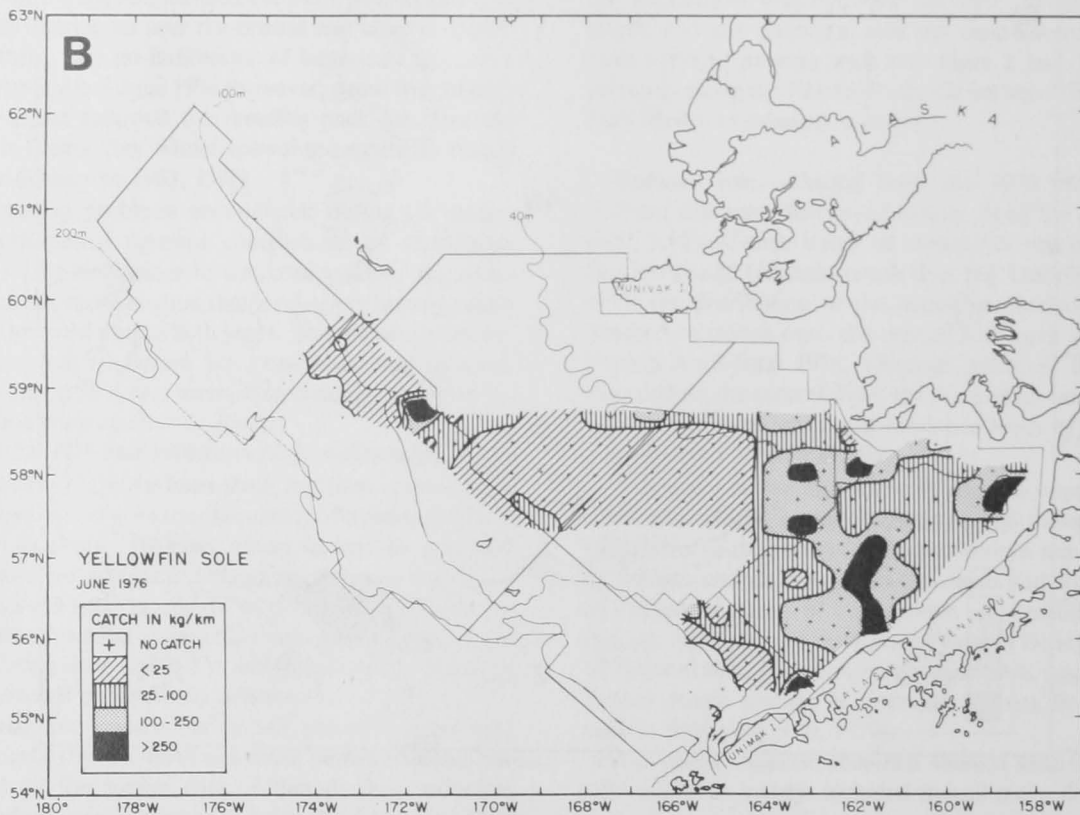 63°N
B
100m
62°N
ALASKA
61°N
200m
40m
60°N
NUNIVAK I.
59°N
58°N
57°N
YELLOWFIN SOLE
JUNE 1976
CATCH IN kg/km
+ NO CATCH
<25
25-100
100-250
>250
56°N
ALASKA PENINSULA
55°N
UNIMAK I.
54°N
180° 178°W 176°W 174°W 172°W 170°W 168°W 166°W 164°W 162°W 160°W 158°W